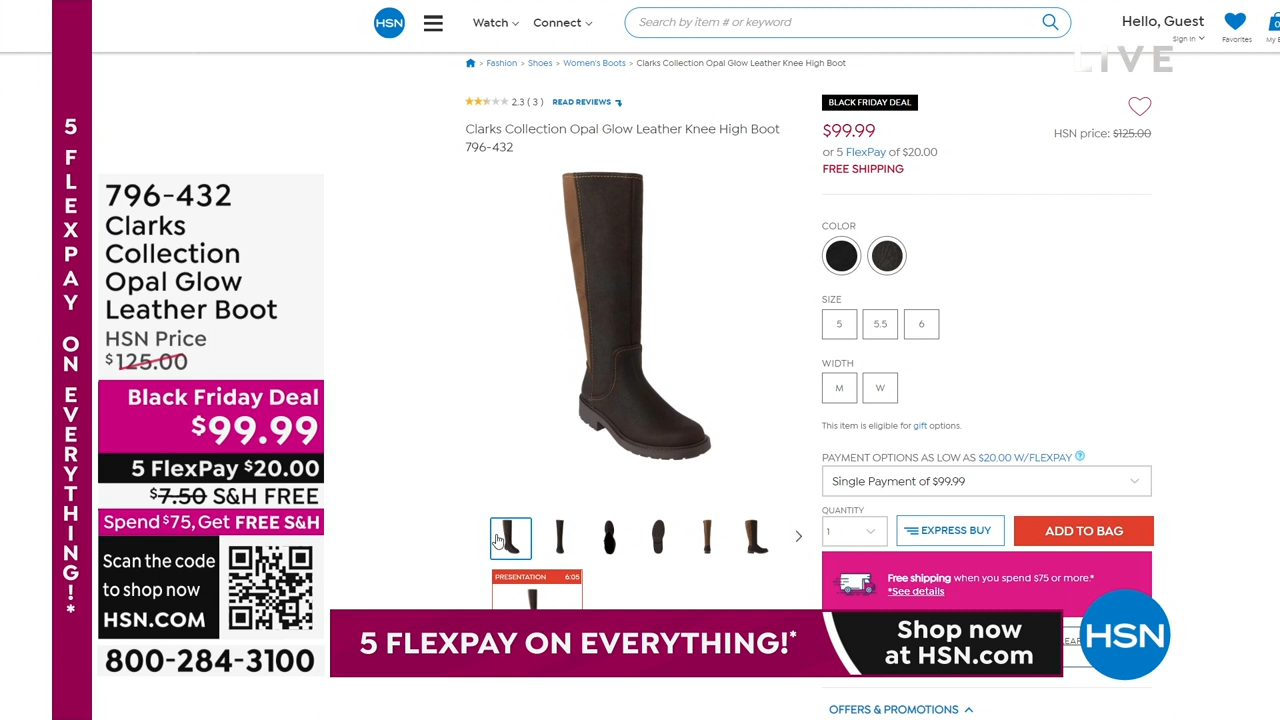 HSN
Watch
Connect
Search by item # or keyword
Hello, Guest
Sign In
Favorites
0
My
LIVE
> Fashion > Shoes > Women's Boots > Clarks Collection Opal Glow Leather Knee High Boot
2.3 ( 3 ) READ REVIEWS
Clarks Collection Opal Glow Leather Knee High Boot
796-432
BLACK FRIDAY DEAL
$99.99
HSN price: $125.00
or 5 FlexPay of $20.00
FREE SHIPPING
COLOR
SIZE
5 5.5 6
WIDTH
M W
This item is eligible for gift options.
PAYMENT OPTIONS AS LOW AS $20.00 W/FLEXPAY ?
Single Payment of $99.99
QUANTITY
1
EXPRESS BUY
ADD TO BAG
Free shipping when you spend $75 or more.*
*See details
OFFERS & PROMOTIONS
PRESENTATION 6:05
5 FLEXPAY ON EVERYTHING!*
796-432
Clarks
Collection
Opal Glow
Leather Boot
HSN Price
$125.00
Black Friday Deal
$99.99
5 FlexPay $20.00
$7.50 S&H FREE
Spend $75, Get FREE S&H
Scan the code
to shop now
HSN.COM
800-284-3100
5 FLEXPAY ON EVERYTHING!*
Shop now
at HSN.com
HSN